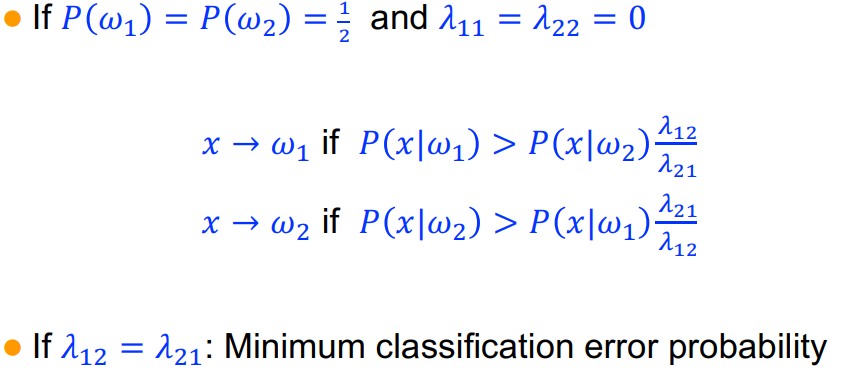 ● If P(ω₁) = P(ω₂) = ½ and λ₁₁ = λ₂₂ = 0
x → ω₁ if P(x|ω₁) > P(x|ω₂) λ₁₂/λ₂₁
x → ω₂ if P(x|ω₂) > P(x|ω₁) λ₂₁/λ₁₂
● If λ₁₂ = λ₂₁: Minimum classification error probability